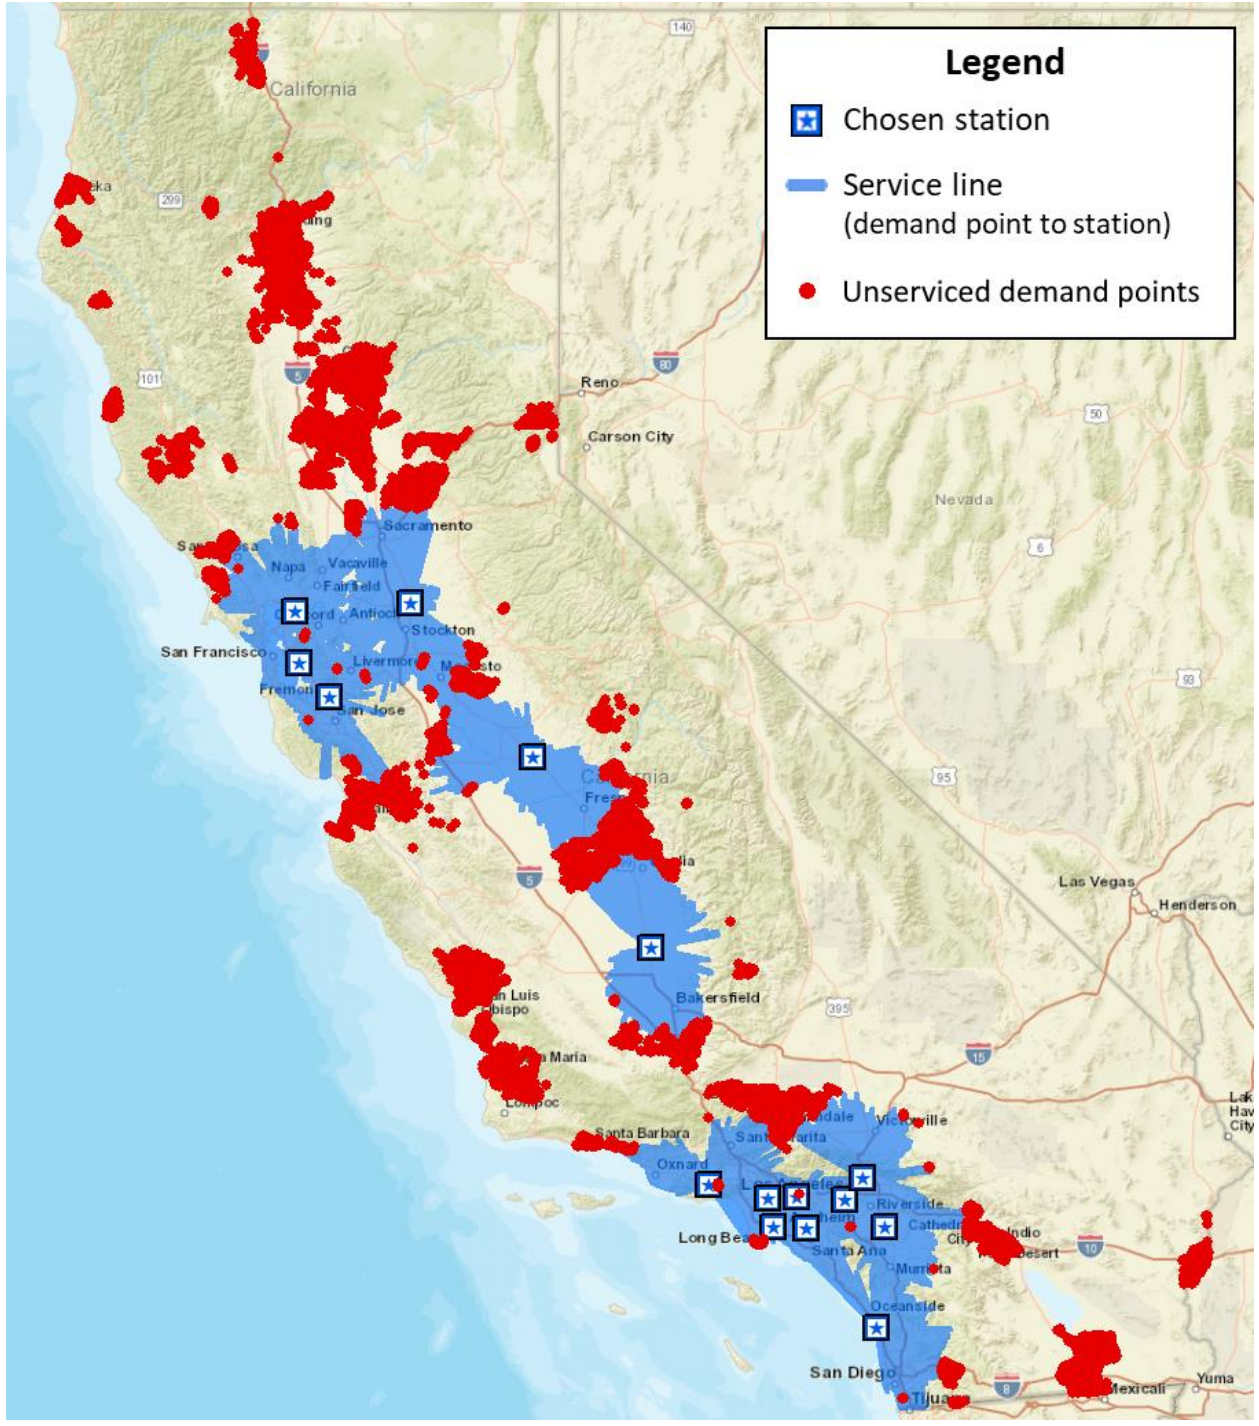 140
Legend
Chosen station
Service line
(demand point to station)
Unserviced demand points
California
299
5
101
Reno
80
50
Carson City
Nevada
6
Sacramento
Napa
Vacaville
Fairfield
Stockton
San Francisco
Livermore
93
San Jose
95
5
Las Vegas
Henderson
Bakersfield
395
15
Santa Barbara
Oxnard
Los Angeles
Riverside
Long Bea
Santa Ana
Murrieta
10
Oceanside
San Diego
8
Mexicali
Yuma